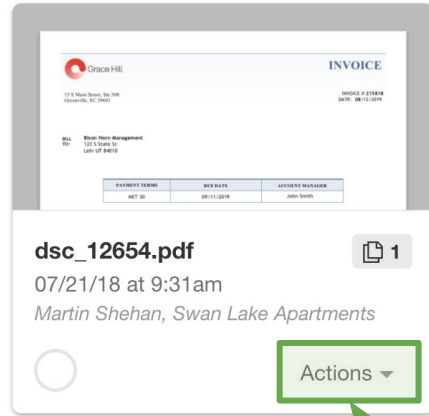 Grace Hill
INVOICE
15 S Main Street, Ste 500
Greenville, SC 29601
INVOICE # 215818
DATE: 08/12/2019
BILL TO:
Bison Horn Management
123 S State St
Lehi UT 84010
PAYMENT TERMS DUE DATE ACCOUNT MANAGER
NET 30 09/11/2019 John Smith
dsc_12654.pdf
1
07/21/18 at 9:31am
Martin Shehan, Swan Lake Apartments
Actions